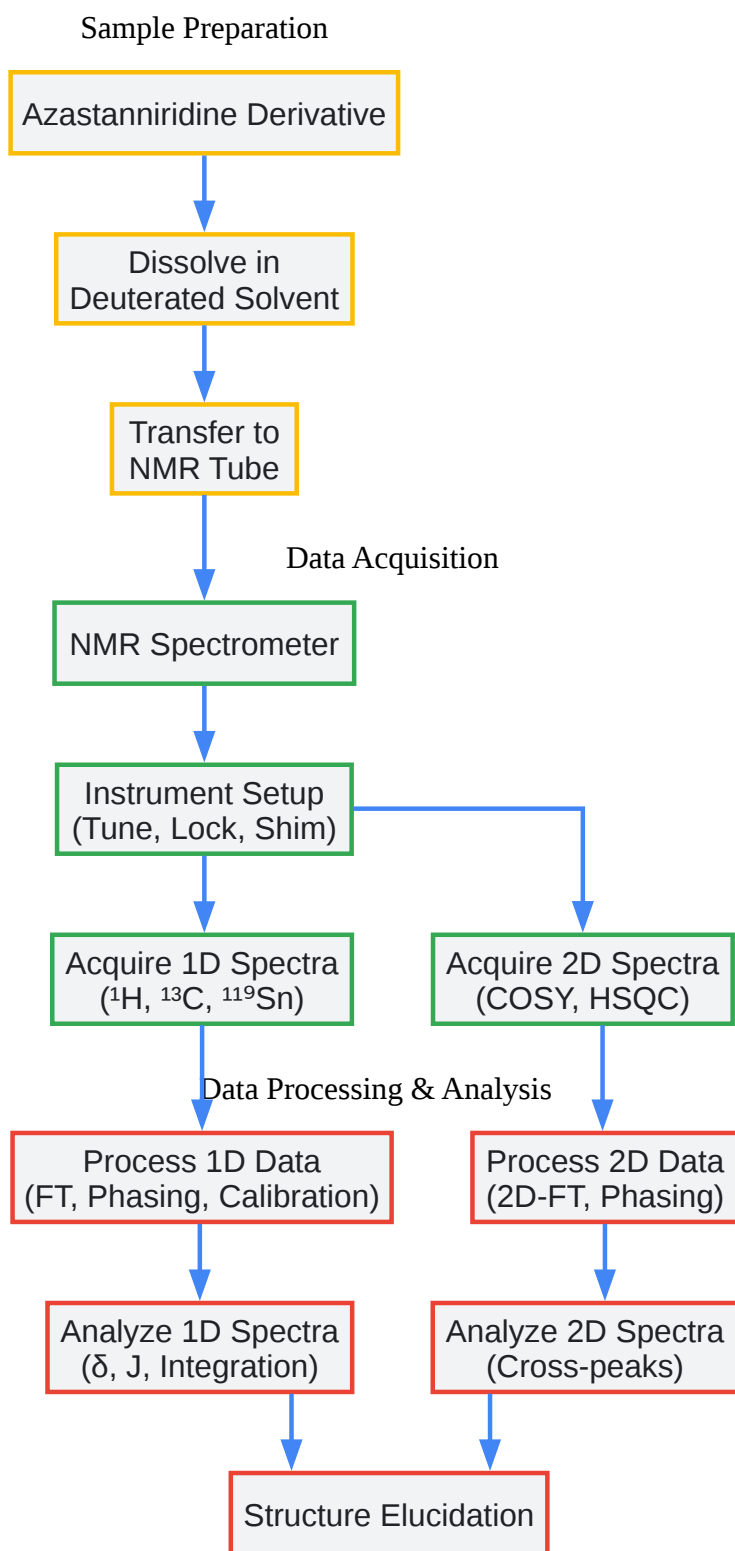 Sample Preparation
Azastanniridine Derivative
Dissolve in
Deuterated Solvent
Transfer to
NMR Tube
Data Acquisition
NMR Spectrometer
Instrument Setup
(Tune, Lock, Shim)
Acquire 1D Spectra
(¹H, ¹³C, ¹¹⁹Sn)
Acquire 2D Spectra
(COSY, HSQC)
Data Processing & Analysis
Process 1D Data
(FT, Phasing, Calibration)
Process 2D Data
(2D-FT, Phasing)
Analyze 1D Spectra
(δ, J, Integration)
Analyze 2D Spectra
(Cross-peaks)
Structure Elucidation